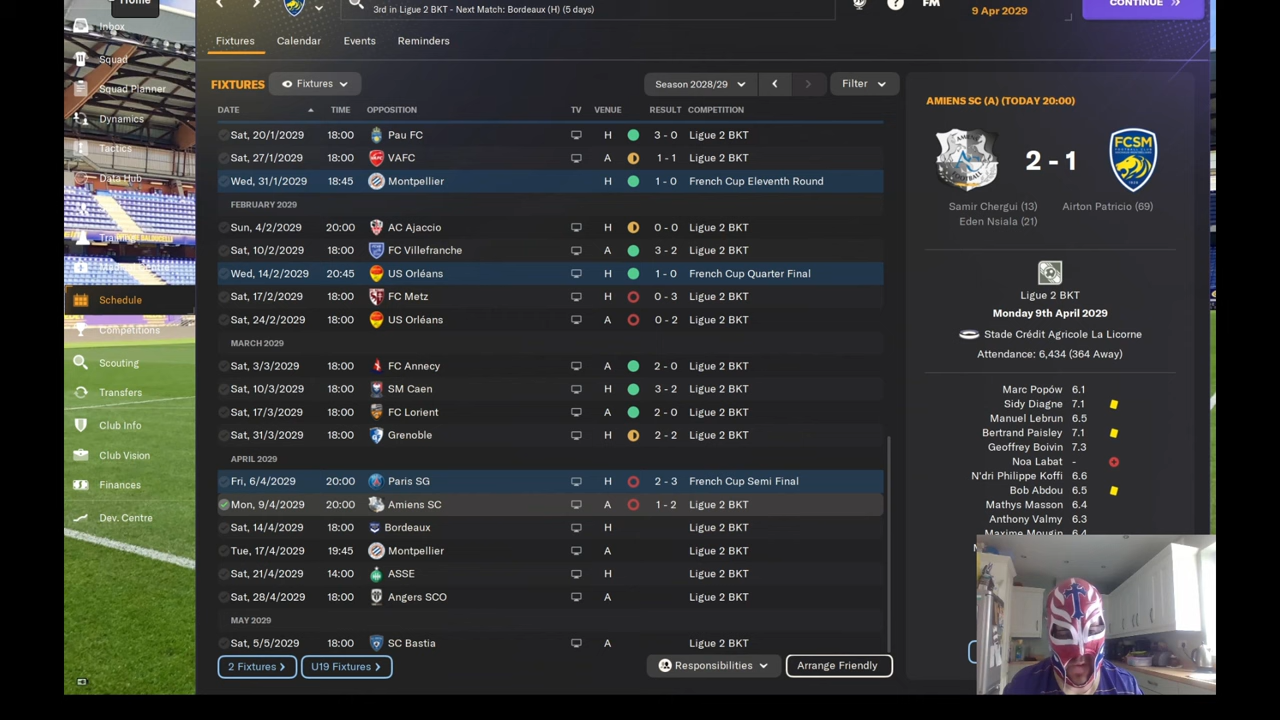 Home
3rd in Ligue 2 BKT - Next Match: Bordeaux (H) (5 days)
FM
9 Apr 2029
CONTINUE
Inbox
Squad
Squad Planner
Dynamics
Tactics
Data Hub
Training
Schedule
Competitions
Scouting
Transfers
Club Info
Club Vision
Finances
Dev. Centre
Fixtures Calendar Events Reminders
FIXTURES Fixtures Season 2028/29 Filter
DATE TIME OPPOSITION TV VENUE RESULT COMPETITION
Sat, 20/1/2029 18:00 Pau FC H 3 - 0 Ligue 2 BKT
Sat, 27/1/2029 18:00 VAFC A 1 - 1 Ligue 2 BKT
Wed, 31/1/2029 18:45 Montpellier H 1 - 0 French Cup Eleventh Round
FEBRUARY 2029
Sun, 4/2/2029 20:00 AC Ajaccio H 0 - 0 Ligue 2 BKT
Sat, 10/2/2029 18:00 FC Villefranche A 3 - 2 Ligue 2 BKT
Wed, 14/2/2029 20:45 US Orléans H 1 - 0 French Cup Quarter Final
Sat, 17/2/2029 18:00 FC Metz H 0 - 3 Ligue 2 BKT
Sat, 24/2/2029 18:00 US Orléans A 0 - 2 Ligue 2 BKT
MARCH 2029
Sat, 3/3/2029 18:00 FC Annecy A 2 - 0 Ligue 2 BKT
Sat, 10/3/2029 18:00 SM Caen H 3 - 2 Ligue 2 BKT
Sat, 17/3/2029 18:00 FC Lorient A 2 - 0 Ligue 2 BKT
Sat, 31/3/2029 18:00 Grenoble H 2 - 2 Ligue 2 BKT
APRIL 2029
Fri, 6/4/2029 20:00 Paris SG H 2 - 3 French Cup Semi Final
Mon, 9/4/2029 20:00 Amiens SC A 1 - 2 Ligue 2 BKT
Sat, 14/4/2029 18:00 Bordeaux H Ligue 2 BKT
Tue, 17/4/2029 19:45 Montpellier A Ligue 2 BKT
Sat, 21/4/2029 14:00 ASSE H Ligue 2 BKT
Sat, 28/4/2029 18:00 Angers SCO A Ligue 2 BKT
MAY 2029
Sat, 5/5/2029 18:00 SC Bastia A Ligue 2 BKT
2 Fixtures U19 Fixtures Responsibilities Arrange Friendly
AMIENS SC (A) (TODAY 20:00)
AMIENS
FOOTBALL
2 - 1
FCSM
Samir Chergui (13) Airton Patricio (69)
Eden Nsiala (21)
Ligue 2 BKT
Monday 9th April 2029
Stade Crédit Agricole La Licorne
Attendance: 6,434 (364 Away)
Marc Popów 6.1
Sidy Diagne 7.1
Manuel Lebrun 6.5
Bertrand Paisley 7.1
Geoffrey Boivin 7.3
Noa Labat -
N'dri Philippe Koffi 6.6
Bob Abdou 6.5
Mathys Masson 6.4
Anthony Valmy 6.3
Maxime Mougin 6.4